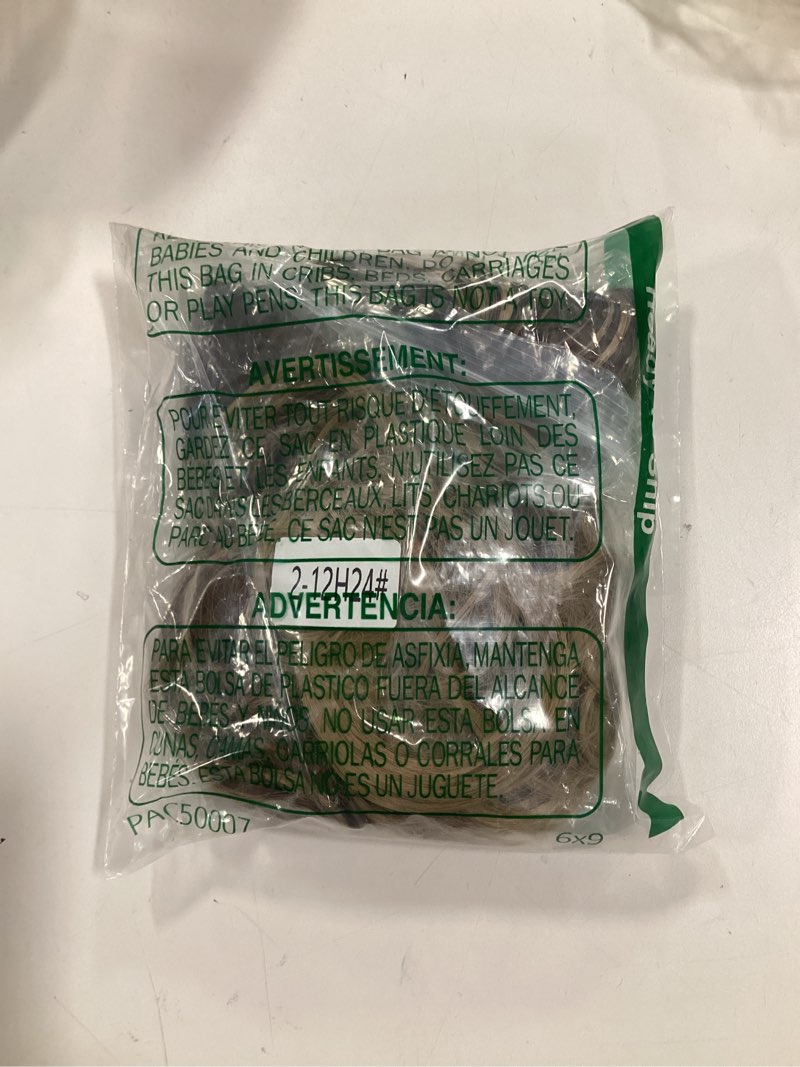 BABIES AND CHILDREN. DO
THIS BAG IN CRIBS, BEDS, CARRIAGES
OR PLAY PENS. THIS BAG IS NOT A TOY.
AVERTISSEMENT:
POUR EVITER TOUT RISQUE D'ETOUFFEMENT,
GARDEZ CE SAC EN PLASTIQUE LOIN DES
BEBES ET LES ENFANTS. N'UTILISEZ PAS CE
SAC DANS LES BERCEAUX, LITS, CHARIOTS OU
PARC AU BEBE. CE SAC N'EST PAS UN JOUET.
2-12H24#
ADVERTENCIA:
PARA EVITAR EL PELIGRO DE ASFIXIA, MANTENGA
ESTA BOLSA DE PLASTICO FUERA DEL ALCANCE
DE BEBES Y NINOS. NO USAR ESTA BOLSA EN
CUNAS, CAMAS, CARRIOLAS O CORRALES PARA
BEBES. ESTA BOLSA NO ES UN JUGUETE.
PAC50007
6x9
Ship